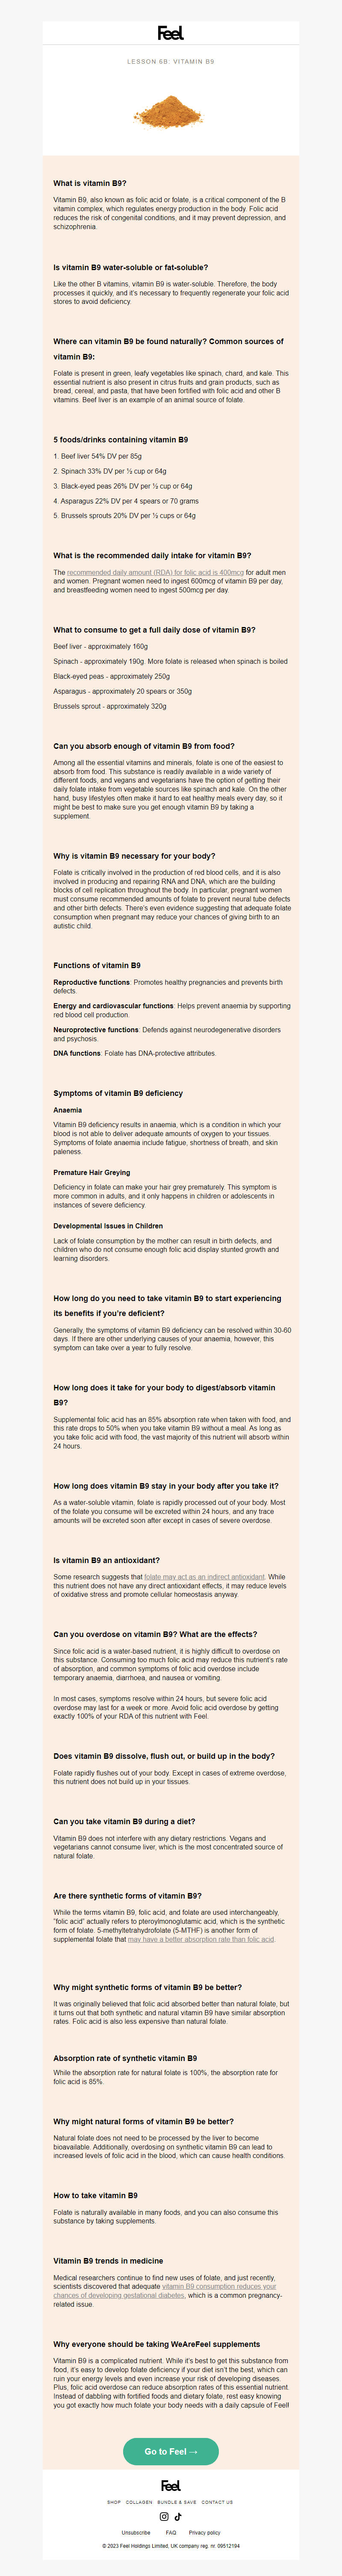 Feel
LESSON 6B: VITAMIN B9
What is vitamin B9?
Vitamin B9, also known as folic acid or folate, is a critical component of the B
vitamin complex, which regulates energy production in the body. Folic acid
reduces the risk of congenital conditions, and it may prevent depression, and
schizophrenia.
Is vitamin B9 water-soluble or fat-soluble?
Like the other B vitamins, vitamin B9 is water-soluble. Therefore, the body
processes it quickly, and it's necessary to frequently regenerate your folic acid
stores to avoid deficiency.
Where can vitamin B9 be found naturally? Common sources of
vitamin B9:
Folate is present in green, leafy vegetables like spinach, chard, and kale. This
essential nutrient is also present in citrus fruits and grain products, such as
bread, cereal, and pasta, that have been fortified with folic acid and other B
vitamins. Beef liver is an example of an animal source of folate.
5 foods/drinks containing vitamin B9
1. Beef liver 54% DV per 85g
2. Spinach 33% DV per ½ cup or 64g
3. Black-eyed peas 26% DV per ½ cup or 64g
4. Asparagus 22% DV per 4 spears or 70 grams
5. Brussels sprouts 20% DV per ½ cups or 64g
What is the recommended daily intake for vitamin B9?
The recommended daily amount (RDA) for folic acid is 400mcg for adult men
and women. Pregnant women need to ingest 600mcg of vitamin B9 per day,
and breastfeeding women need to ingest 500mcg per day.
What to consume to get a full daily dose of vitamin B9?
Beef liver - approximately 160g
Spinach - approximately 190g. More folate is released when spinach is boiled
Black-eyed peas - approximately 250g
Asparagus - approximately 20 spears or 350g
Brussels sprout - approximately 320g
Can you absorb enough of vitamin B9 from food?
Among all the essential vitamins and minerals, folate is one of the easiest to
absorb from food. This substance is readily available in a wide variety of
different foods, and vegans and vegetarians have the option of getting their
daily folate intake from vegetable sources like spinach and kale. On the other
hand, busy lifestyles often make it hard to eat healthy meals every day, so it
might be best to make sure you get enough vitamin B9 by taking a
supplement.
Why is vitamin B9 necessary for your body?
Folate is critically involved in the production of red blood cells, and it is also
involved in producing and repairing RNA and DNA, which are the building
blocks of cell replication throughout the body. In particular, pregnant women
must consume recommended amounts of folate to prevent neural tube defects
and other birth defects. There's even evidence suggesting that adequate folate
consumption when pregnant may reduce your chances of giving birth to an
autistic child.
Functions of vitamin B9
Reproductive functions: Promotes healthy pregnancies and prevents birth
defects.
Energy and cardiovascular functions: Helps prevent anaemia by supporting
red blood cell production.
Neuroprotective functions: Defends against neurodegenerative disorders
and psychosis.
DNA functions: Folate has DNA-protective attributes.
Symptoms of vitamin B9 deficiency
Anaemia
Vitamin B9 deficiency results in anaemia, which is a condition in which your
blood is not able to deliver adequate amounts of oxygen to your tissues.
Symptoms of folate anaemia include fatigue, shortness of breath, and skin
paleness.
Premature Hair Greying
Deficiency in folate can make your hair grey prematurely. This symptom is
more common in adults, and it only happens in children or adolescents in
instances of severe deficiency.
Developmental Issues in Children
Lack of folate consumption by the mother can result in birth defects, and
children who do not consume enough folic acid display stunted growth and
learning disorders.
How long do you need to take vitamin B9 to start experiencing
its benefits if you're deficient?
Generally, the symptoms of vitamin B9 deficiency can be resolved within 30-60
days. If there are other underlying causes of your anaemia, however, this
symptom can take over a year to fully resolve.
How long does it take for your body to digest/absorb vitamin
B9?
Supplemental folic acid has an 85% absorption rate when taken with food, and
this rate drops to 50% when you take vitamin B9 without a meal. As long as
you take folic acid with food, the vast majority of this nutrient will absorb within
24 hours.
How long does vitamin B9 stay in your body after you take it?
As a water-soluble vitamin, folate is rapidly processed out of your body. Most
of the folate you consume will be excreted within 24 hours, and any trace
amounts will be excreted soon after except in cases of severe overdose.
Is vitamin B9 an antioxidant?
Some research suggests that folate may act as an indirect antioxidant. While
this nutrient does not have any direct antioxidant effects, it may reduce levels
of oxidative stress and promote cellular homeostasis anyway.
Can you overdose on vitamin B9? What are the effects?
Since folic acid is a water-based nutrient, it is highly difficult to overdose on
this substance. Consuming too much folic acid may reduce this nutrient's rate
of absorption, and common symptoms of folic acid overdose include
temporary anaemia, diarrhoea, and nausea or vomiting.
In most cases, symptoms resolve within 24 hours, but severe folic acid
overdose may last for a week or more. Avoid folic acid overdose by getting
exactly 100% of your RDA of this nutrient with Feel.
Does vitamin B9 dissolve, flush out, or build up in the body?
Folate rapidly flushes out of your body. Except in cases of extreme overdose,
this nutrient does not build up in your tissues.
Can you take vitamin B9 during a diet?
Vitamin B9 does not interfere with any dietary restrictions. Vegans and
vegetarians cannot consume liver, which is the most concentrated source of
natural folate.
Are there synthetic forms of vitamin B9?
While the terms vitamin B9, folic acid, and folate are used interchangeably,
"folic acid" actually refers to pteroylmonoglutamic acid, which is the synthetic
form of folate. 5-methyltetrahydrofolate (5-MTHF) is another form of
supplemental folate that may have a better absorption rate than folic acid.
Why might synthetic forms of vitamin B9 be better?
It was originally believed that folic acid absorbed better than natural folate, but
it turns out that both synthetic and natural vitamin B9 have similar absorption
rates. Folic acid is also less expensive than natural folate.
Absorption rate of synthetic vitamin B9
While the absorption rate for natural folate is 100%, the absorption rate for
folic acid is 85%.
Why might natural forms of vitamin B9 be better?
Natural folate does not need to be processed by the liver to become
bioavailable. Additionally, overdosing on synthetic vitamin B9 can lead to
increased levels of folic acid in the blood, which can cause health conditions.
How to take vitamin B9
Folate is naturally available in many foods, and you can also consume this
substance by taking supplements.
Vitamin B9 trends in medicine
Medical researchers continue to find new uses of folate, and just recently,
scientists discovered that adequate vitamin B9 consumption reduces your
chances of developing gestational diabetes, which is a common pregnancy-
related issue.
Why everyone should be taking WeAreFeel supplements
Vitamin B9 is a complicated nutrient. While it's best to get this substance from
food, it's easy to develop folate deficiency if your diet isn't the best, which can
ruin your energy levels and even increase your risk of developing diseases.
Plus, folic acid overdose can reduce absorption rates of this essential nutrient.
Instead of dabbling with fortified foods and dietary folate, rest easy knowing
you got exactly how much folate your body needs with a daily capsule of Feel!
Go to Feel →
Feel
SHOP COLLAGEN BUNDLE & SAVE CONTACT US
Unsubscribe FAQ Privacy policy
© 2023 Feel Holdings Limited, UK company reg. nr. 09512194